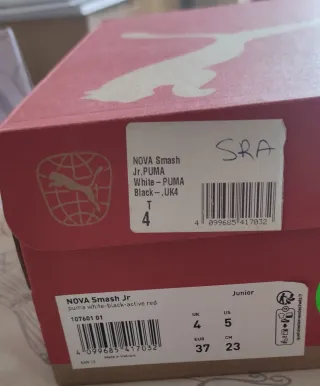 NOVA Smash
Jr,PUMA
White-PUMA
Black-,UK4
T
4
SRA
4 099685 417032
NOVA Smash Jr
puma white-black-active red
107601 01
Junior
UK US
4 5
EUR CM
37 23
4 099685 417032